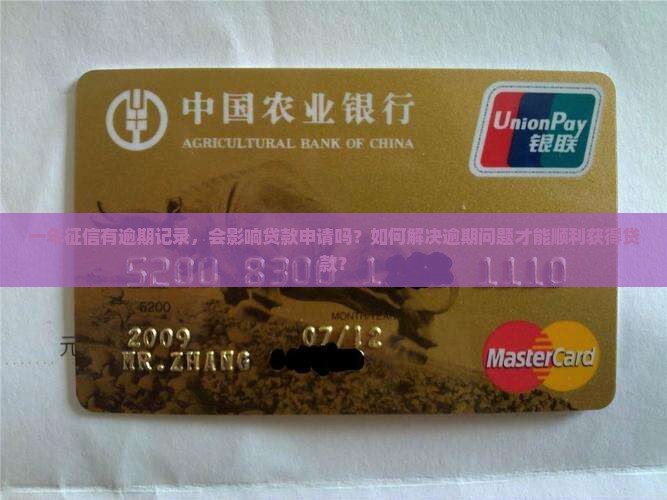 中国农业银行
AGRICULTURAL BANK OF CHINA
UnionPay
银联
一 征信有逾期记录，会影响贷款申请吗？如何解决逾期问题才能顺利获得贷
款？
5200 8300 1 1110
5200
MONTH/YEAR
2009 07/12
MR.ZHANG
MasterCard
元